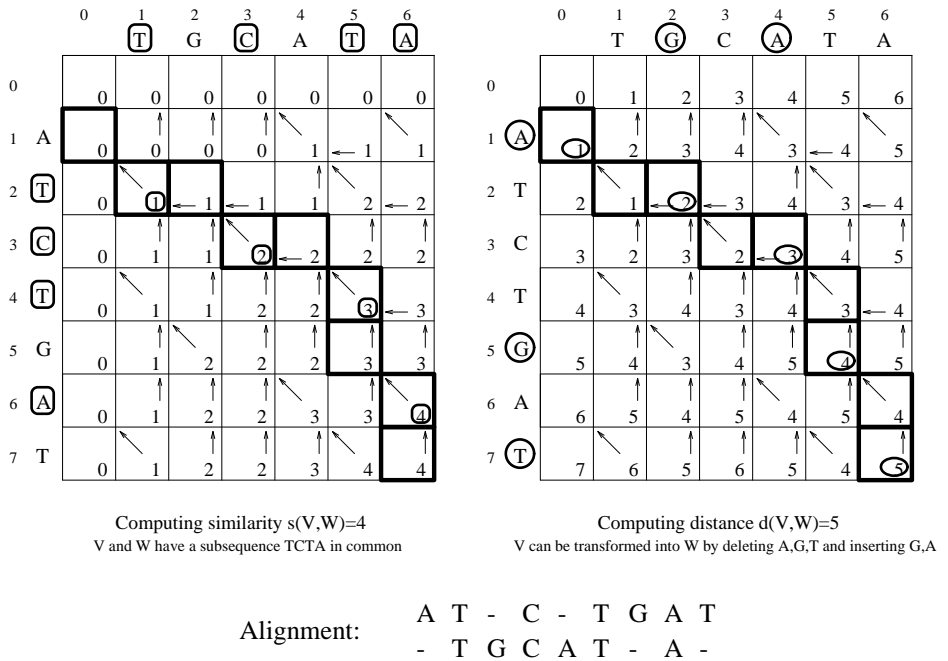 0 1 2 3 4 5 6
T G C A T A
0 0 0 0 0 0 0 0
1 A 0 0 0 0 1 1 1
2 T 0 1 1 1 1 2 2
3 C 0 1 1 2 2 2 2
4 T 0 1 1 2 2 3 3
5 G 0 1 2 2 2 3 3
6 A 0 1 2 2 3 3 4
7 T 0 1 2 2 3 4 4
Computing similarity s(V,W)=4
V and W have a subsequence TCTA in common
0 1 2 3 4 5 6
T G C A T A
0 0 1 2 3 4 5 6
1 A 1 2 3 4 3 4 5
2 T 2 1 2 3 4 3 4
3 C 3 2 3 2 3 4 5
4 T 4 3 4 3 4 3 4
5 G 5 4 3 4 5 4 5
6 A 6 5 4 5 4 5 4
7 T 7 6 5 6 5 4 5
Computing distance d(V,W)=5
V can be transformed into W by deleting A,G,T and inserting G,A
Alignment:
A T - C - T G A T
- T G C A T - A -